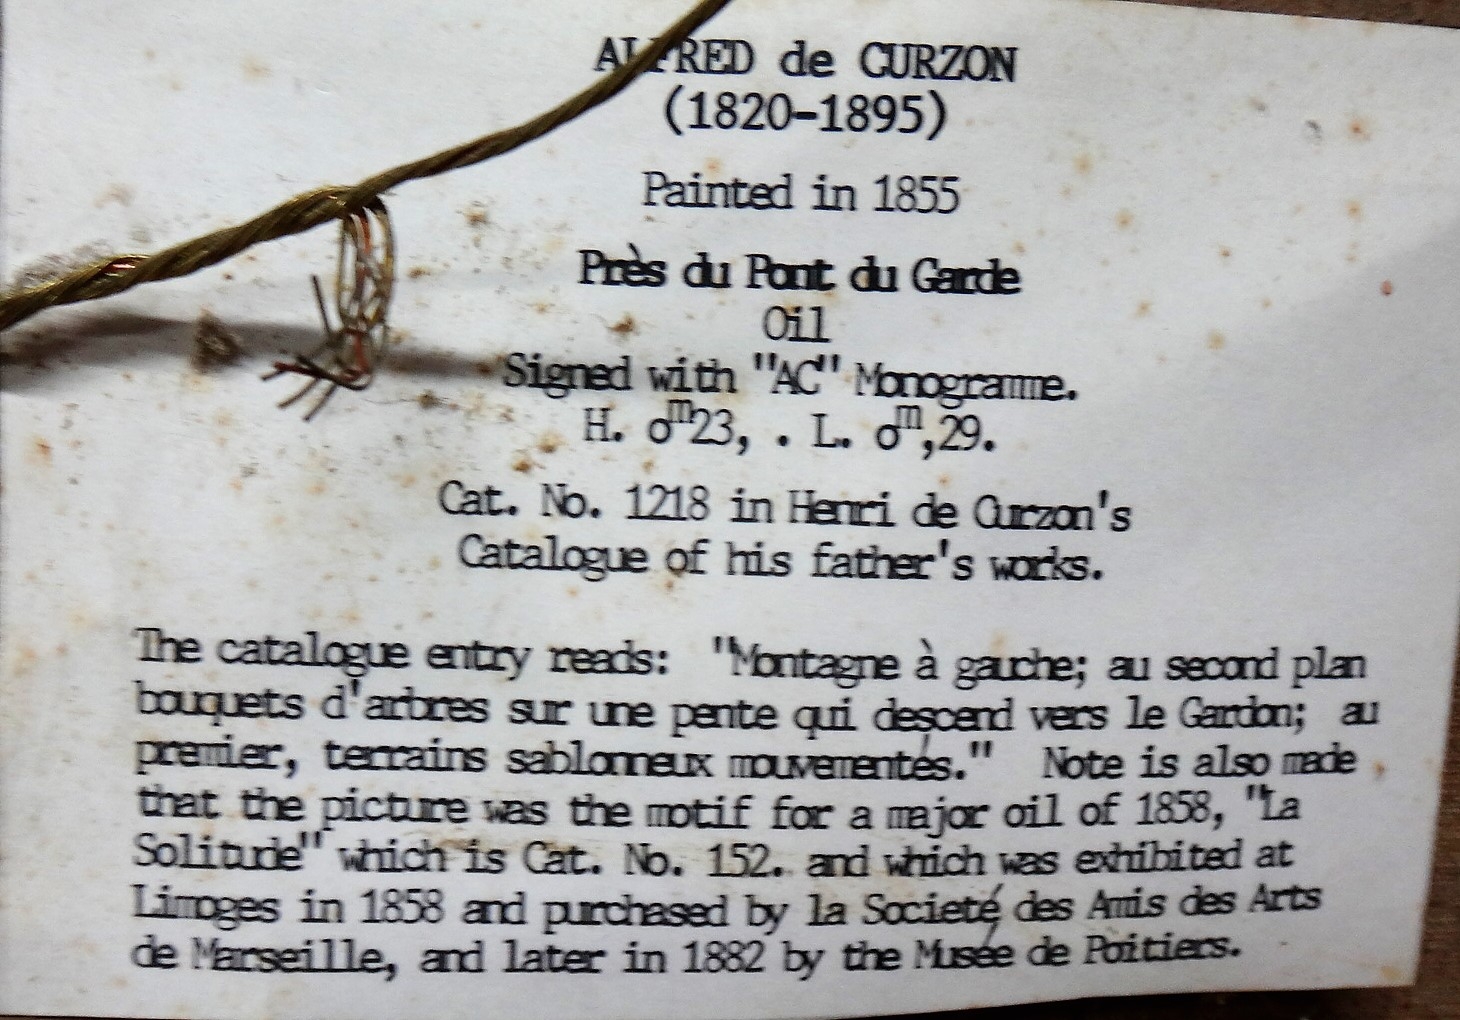 ALFRED de CURZON
(1820-1895)
Painted in 1855
Près du Pont du Garde
Oil
Signed with "AC" Monogramme.
H. 0ᵐ23, . L. 0ᵐ,29.
Cat. No. 1218 in Henri de Curzon's
Catalogue of his father's works.
The catalogue entry reads: "Montagne à gauche; au second plan
bouquets d'arbres sur une pente qui descend vers le Gardon; au
premier, terrains sablonneux mouvementés." Note is also made
that the picture was the motif for a major oil of 1858, "La
Solitude" which is Cat. No. 152. and which was exhibited at
Limoges in 1858 and purchased by la Societé des Amis des Arts
de Marseille, and later in 1882 by the Musée de Poitiers.